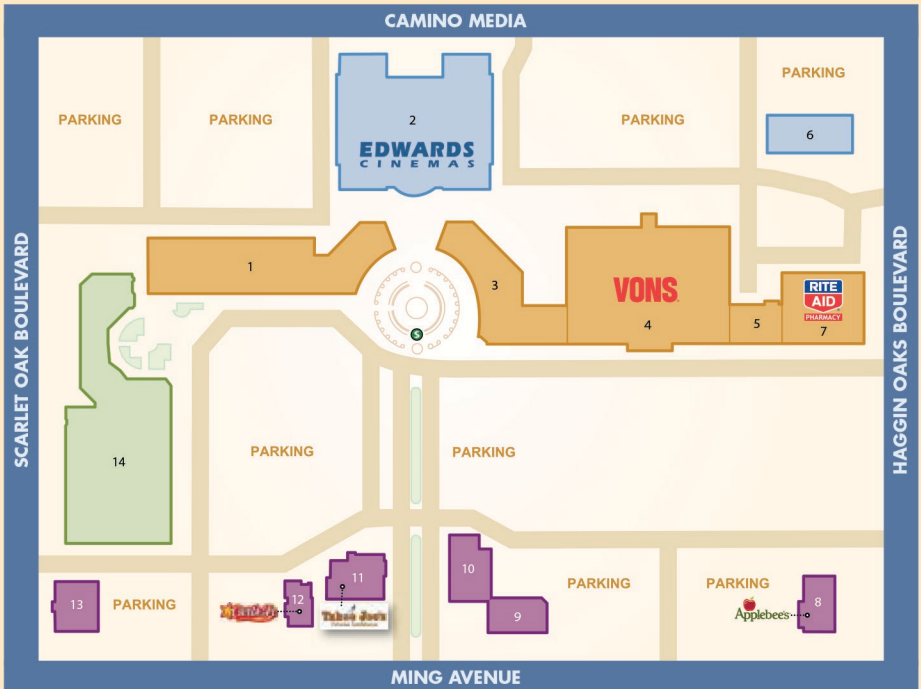 CAMINO MEDIA
PARKING
PARKING
PARKING
PARKING
2
EDWARDS
CINEMAS
6
SCARLET OAK BOULEVARD
HAGGIN OAKS BOULEVARD
1
3
VONS
4
5
RITE
AID
PHARMACY
7
$
14
PARKING
PARKING
13
PARKING
12
11
Tahoe Joe's
10
9
PARKING
PARKING
Applebee's
8
MING AVENUE